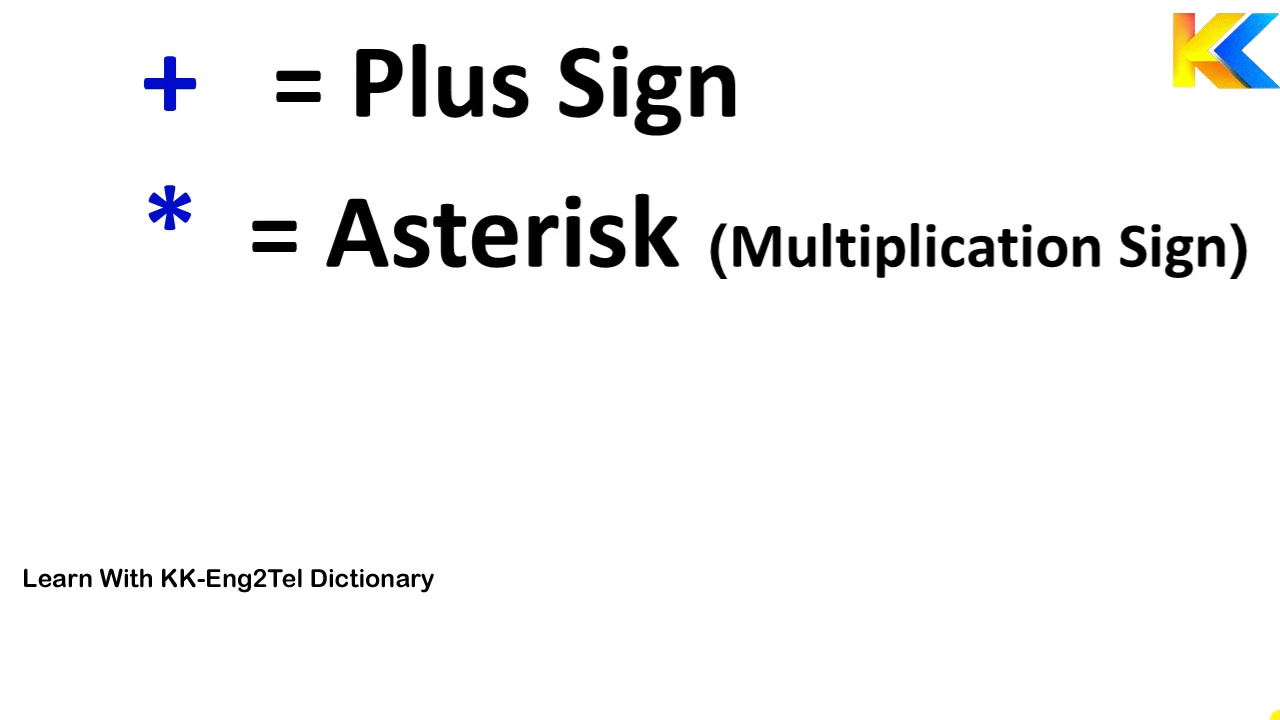 + = Plus Sign
* = Asterisk (Multiplication Sign)
Learn With KK-Eng2Tel Dictionary